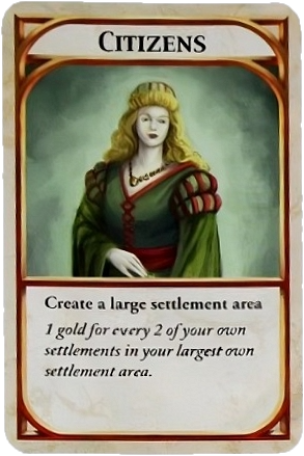 CITIZENS
Create a large settlement area
1 gold for every 2 of your own
settlements in your largest own
settlement area.